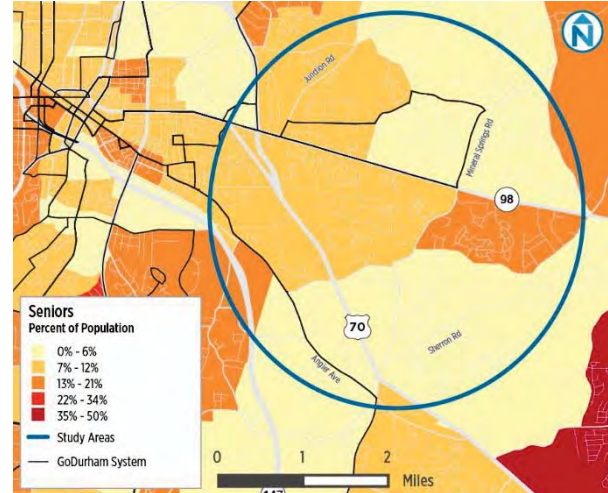 N
Junction Rd
Mineral Springs Rd
98
70
Sherron Rd
Angier Ave
Seniors
Percent of Population
0% - 6%
7% - 12%
13% - 21%
22% - 34%
35% - 50%
Study Areas
GoDurham System
0 1 2
Miles
147